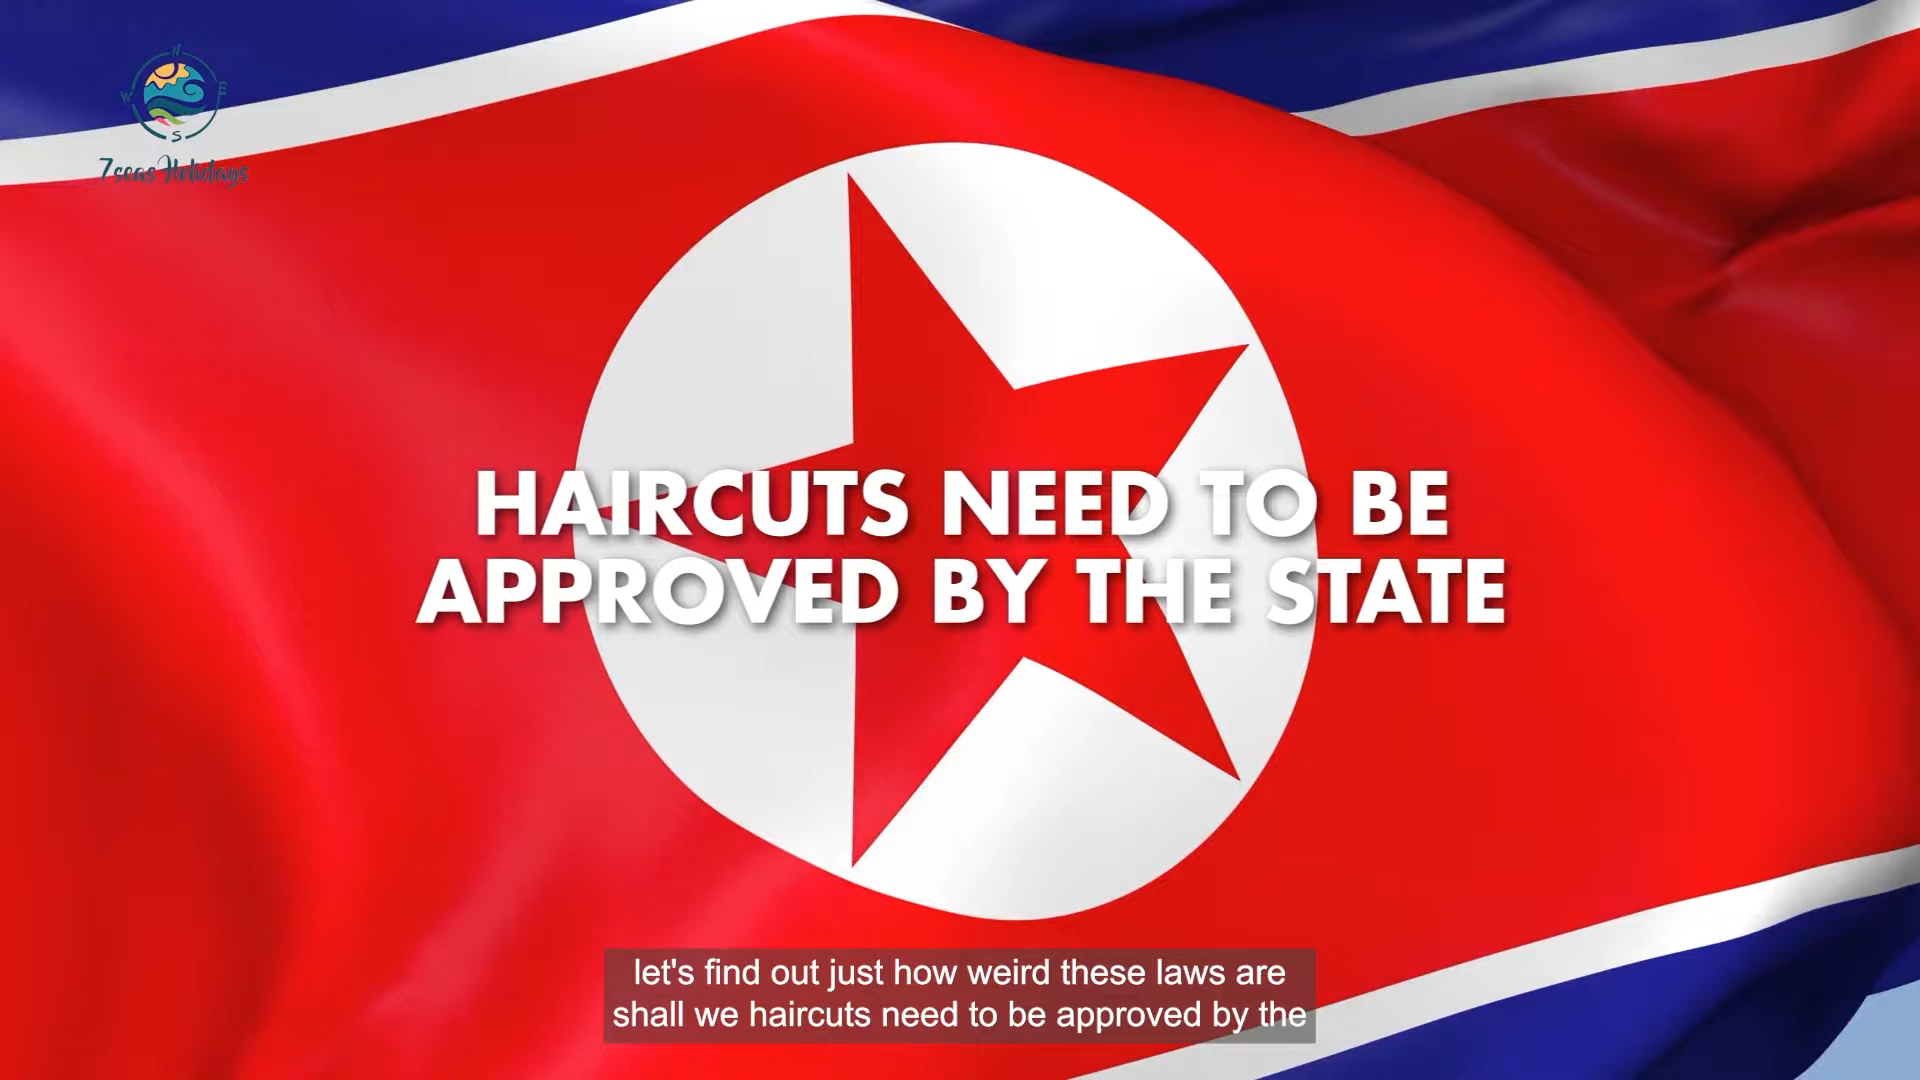 N
W E
S
7seas Holidays
HAIRCUTS NEED TO BE
APPROVED BY THE STATE
let's find out just how weird these laws are
shall we haircuts need to be approved by the